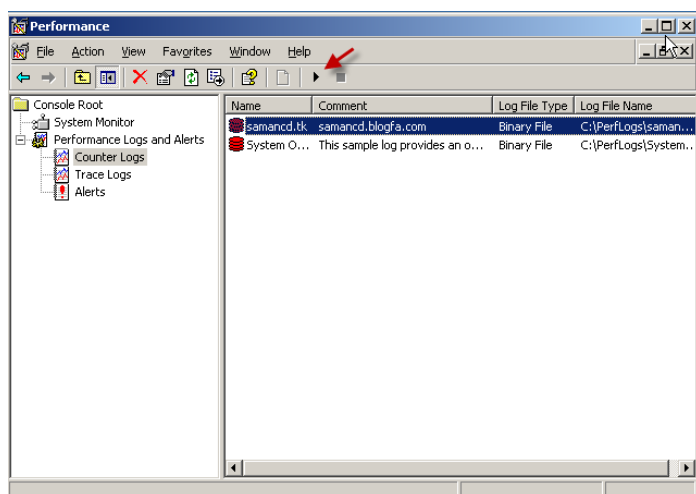 Performance
File Action View Favorites Window Help
Console Root
System Monitor
Performance Logs and Alerts
Counter Logs
Trace Logs
Alerts
Name Comment Log File Type Log File Name
samancd.tk samancd.blogfa.com Binary File C:\PerfLogs\saman...
System O... This sample log provides an o... Binary File C:\PerfLogs\System...